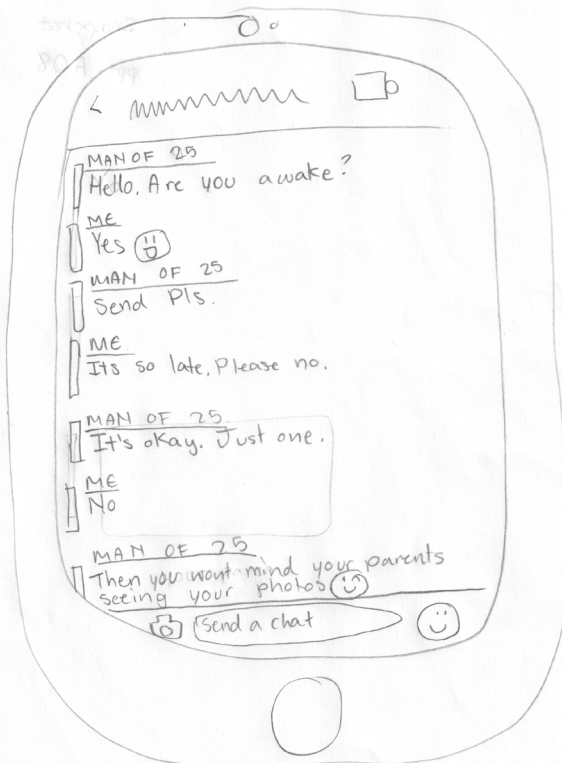 MAN OF 25
Hello. Are you awake?
ME
Yes
MAN OF 25
Send Pls.
ME
Its so late, Please no.
MAN OF 25.
It's okay. Just one.
ME
No
MAN OF 25
Then you wont mind your parents
seeing your photos
Send a chat